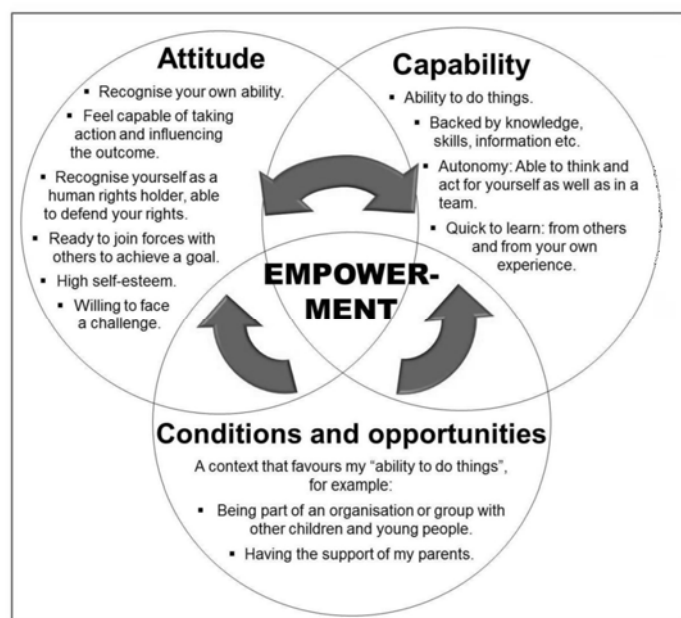 Attitude
▪ Recognise your own ability.
▪ Feel capable of taking
action and influencing
the outcome.
▪ Recognise yourself as a
human rights holder, able
to defend your rights.
▪ Ready to join forces with
others to achieve a goal.
▪ High self-esteem.
▪ Willing to face
a challenge.
Capability
▪ Ability to do things.
▪ Backed by knowledge,
skills, information etc.
▪ Autonomy: Able to think and
act for yourself as well as in a
team.
▪ Quick to learn: from others
and from your own
experience.
EMPOWER-
MENT
Conditions and opportunities
A context that favours my “ability to do things”,
for example:
▪ Being part of an organisation or group with
other children and young people.
▪ Having the support of my parents.